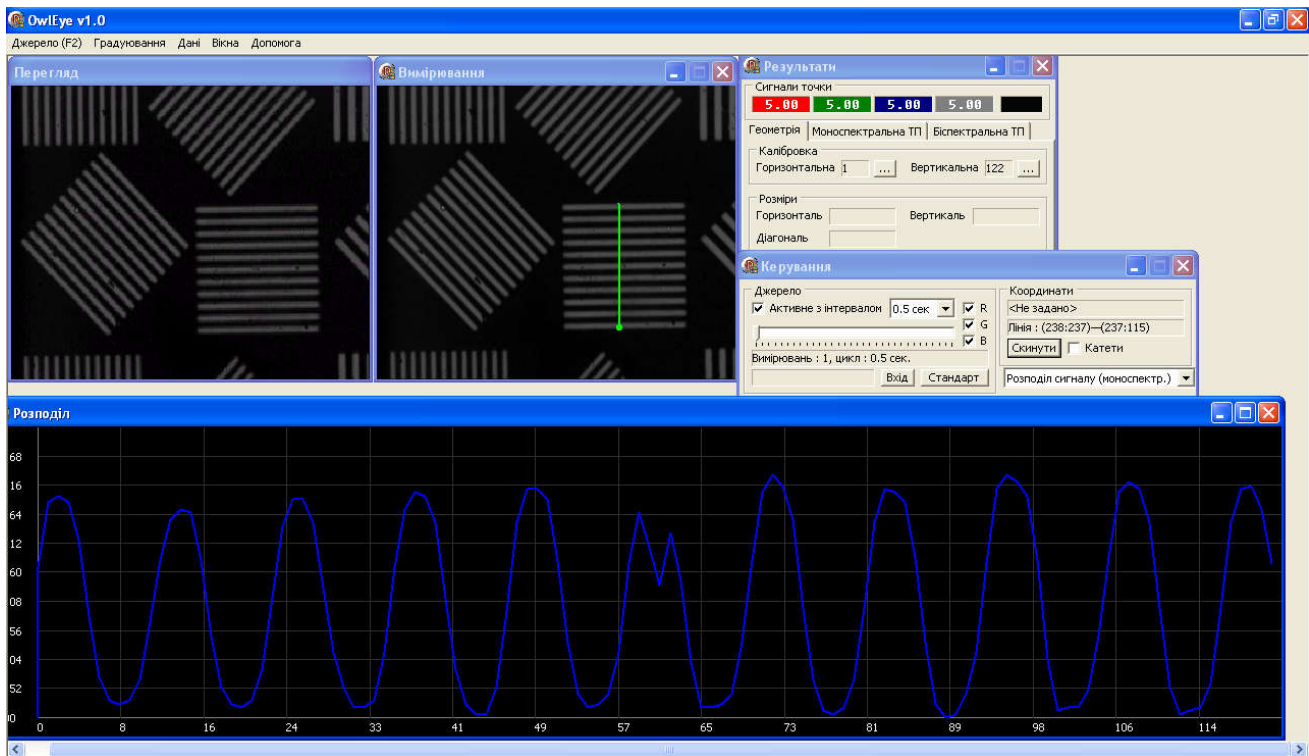 OwlEye v1.0
Джерело (F2) Градуювання Дані Вікна Допомога
Перегляд
Вимірювання
Результати
Сигнали точки
5.00 5.00 5.00 5.00
Геометрія Моноспектральна ТП Біспектральна ТП
Калібровка
Горизонтальна 1 ... Вертикальна 122 ...
Розміри
Горизонталь Вертикаль
Діагональ
Керування
Джерело
Активне з інтервалом 0.5 сек R
G
B
Вимірювань : 1, цикл : 0.5 сек.
Вхід Стандарт
Координати
<Не задано>
Лінія : (238:237)—(237:115)
Скинути Катети
Розподіл сигналу (моноспектр.)
Розподіл
68
16
64
12
60
08
56
04
52
00
0 8 16 24 33 41 49 57 65 73 81 89 98 106 114